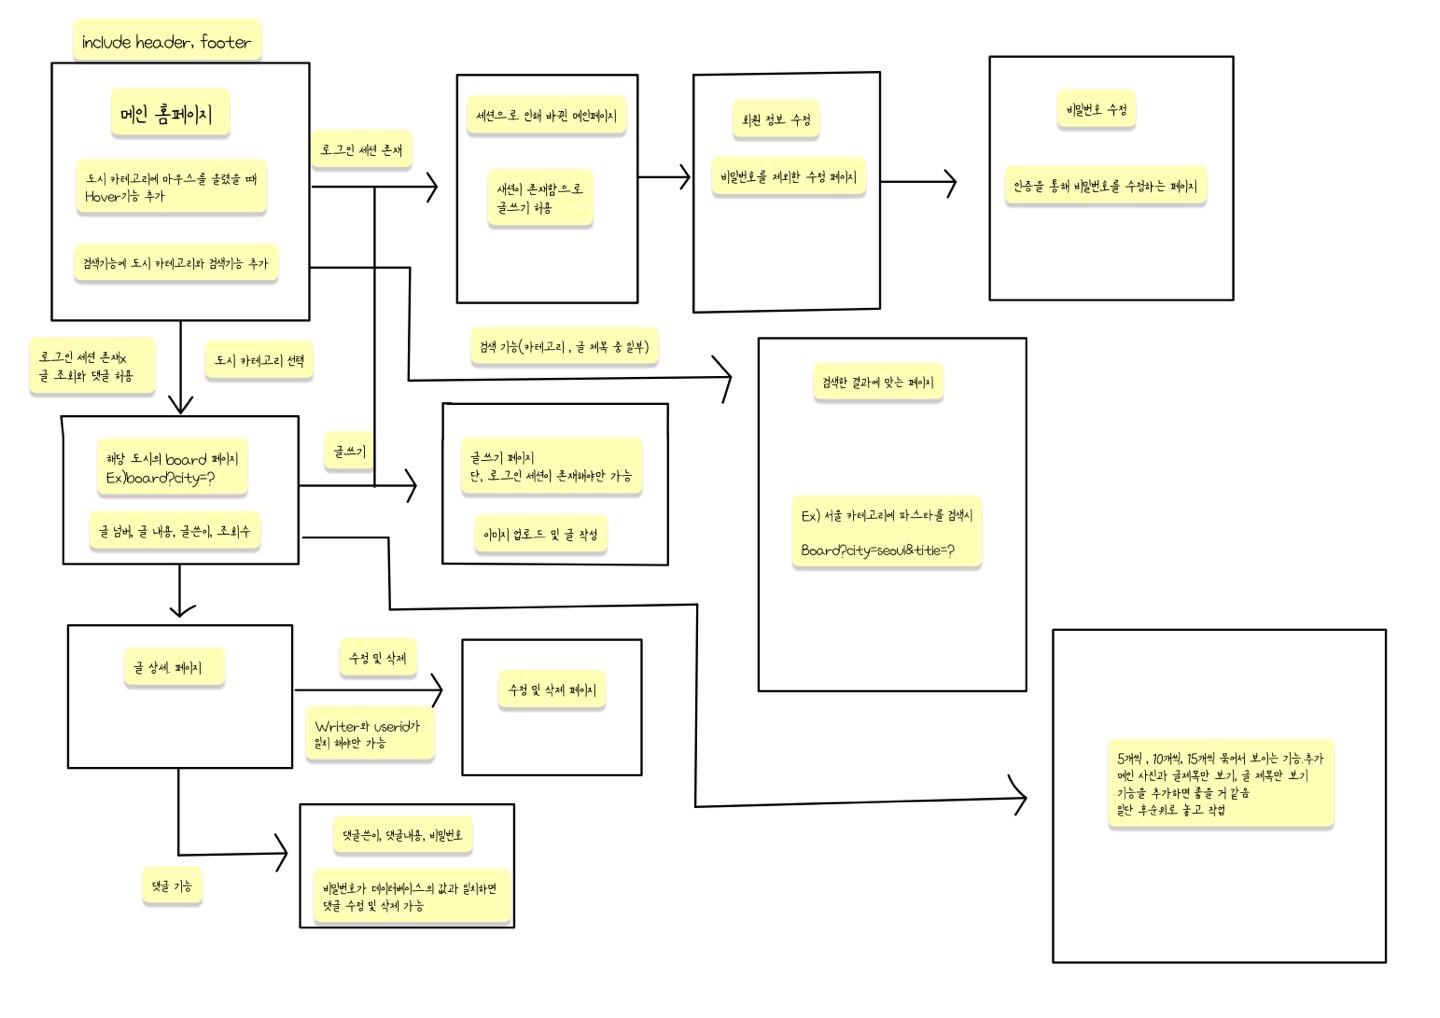 include header, footer
메인 홈페이지
도시 카테고리에 마우스를 올렸을 때
Hover기능 추가
검색기능에 도시 카테고리와 검색기능 추가
로그인 세션 존재
세션으로 인해 바뀐 메인페이지
새션이 존재함으로
글쓰기 허용
회원 정보 수정
비밀번호를 제외한 수정 페이지
비밀번호 수정
인증을 통해 비밀번호를 수정하는 페이지
로그인 세션 존재x
글 조회와 댓글 허용
도시 카테고리 선택
검색 기능(카테고리, 글 제목 중 일부)
검색한 결과에 맞는 페이지
Ex) 서울 카테고리에 파스타를 검색시
Board?city=seoul&title=?
해당 도시의 board 페이지
Ex)board?city=?
글 넘버, 글 내용, 글쓴이, 조회수
글쓰기
글쓰기 페이지
단, 로그인 세션이 존재해야만 가능
이미지 업로드 및 글 작성
글 상세 페이지
수정 및 삭제
Writer와 userid가
일치 해야만 가능
수정 및 삭제 페이지
5개씩, 10개씩, 15개씩 묶어서 보이는 기능.추가
메인 사진과 글제목만 보기, 글 제목만 보기
기능을 추가하면 좋을 거 같음
일단 후순위로 놓고 작업
댓글 기능
댓글쓴이, 댓글내용, 비밀번호
비밀번호가 데이터베이스의 값과 일치하면
댓글 수정 및 삭제 가능